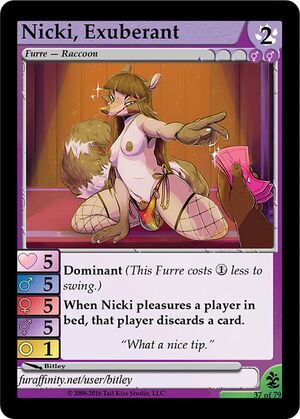 Nicki, Exuberant
2
Furre — Raccoon
5
5
5
5
1
Dominant (This Furre costs 1 less to
swing.)
When Nicki pleasures a player in
bed, that player discards a card.
“What a nice tip.”
Bitley
furaffinity.net/user/bitley
© 2008-2016 Tail Kiss Studio, LLC
37 of 79